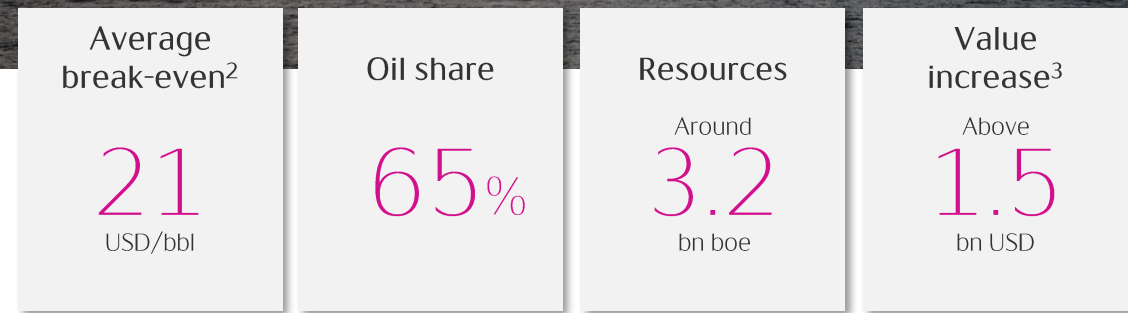 Average
break-even²
21
USD/bbl
Oil share
65%
Resources
Around
3.2
bn boe
Value
increase³
Above
1.5
bn USD